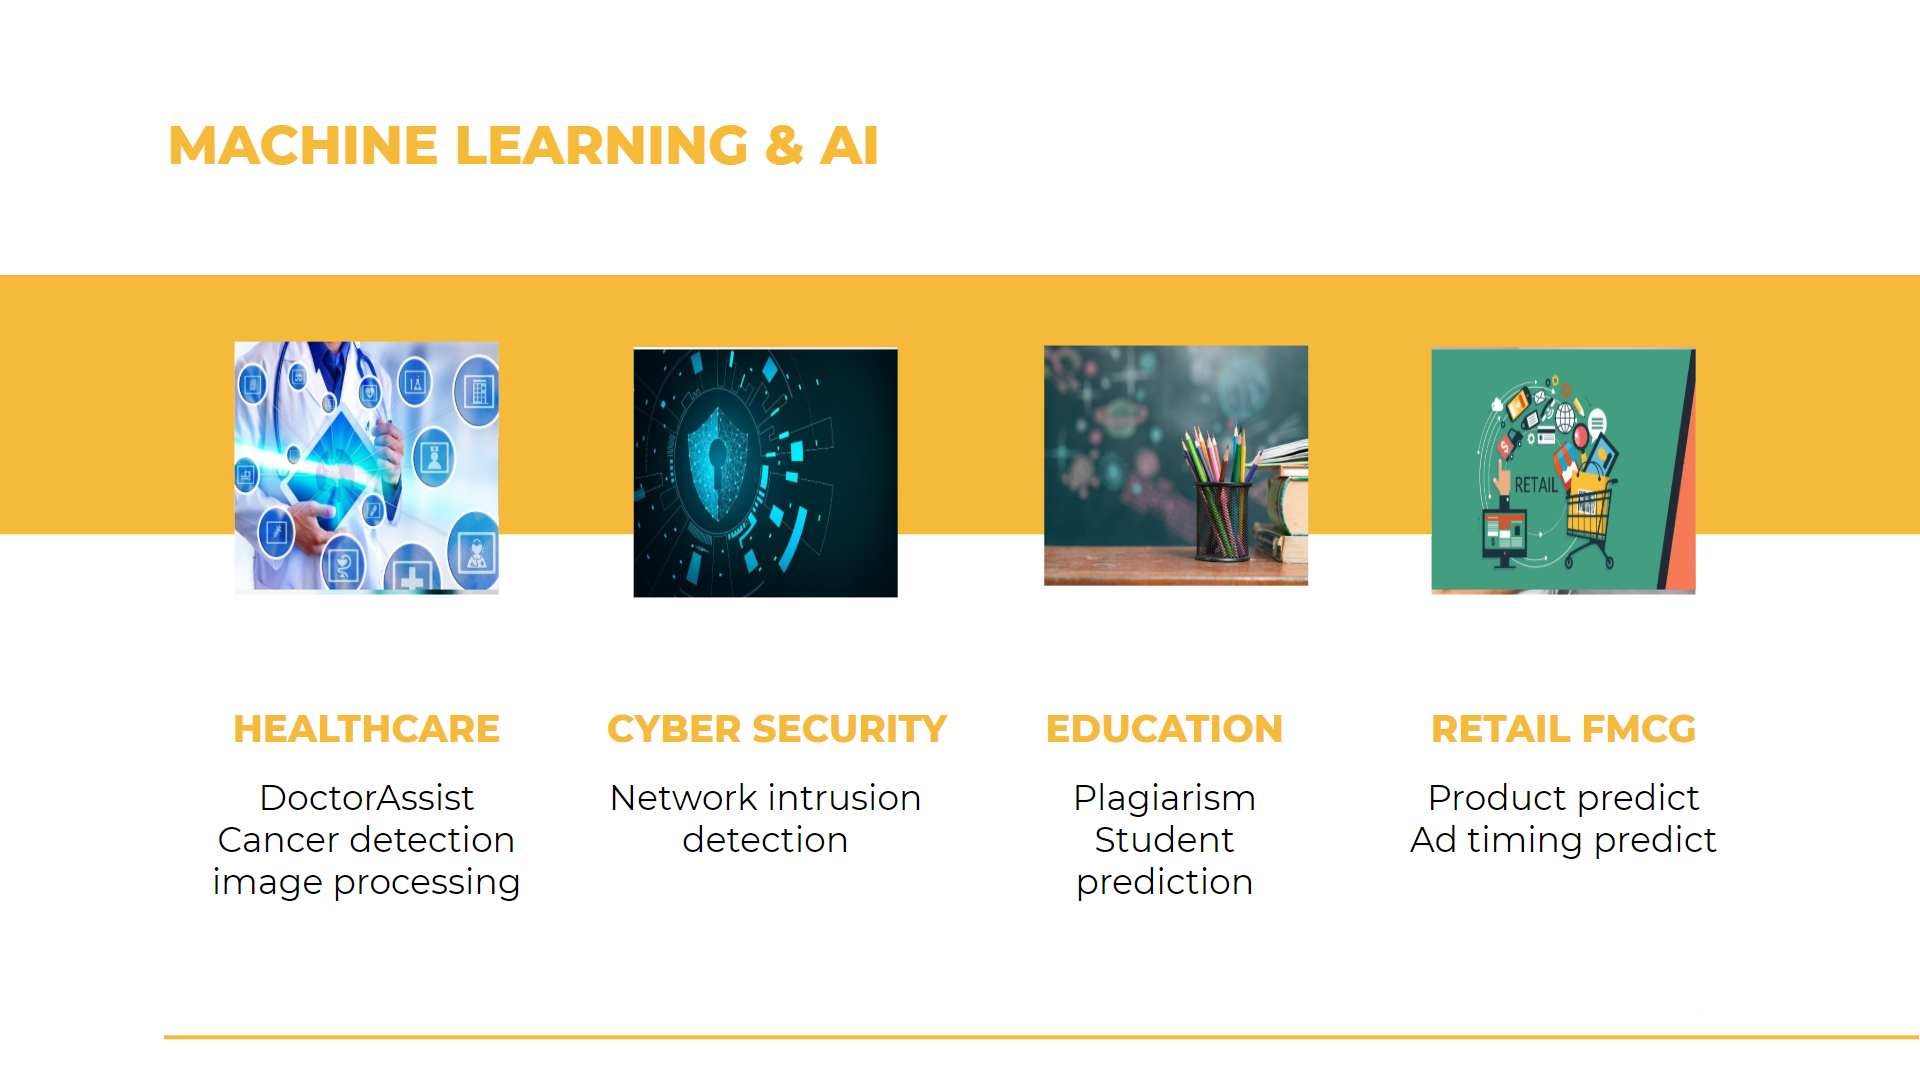 MACHINE LEARNING & AI
RETAIL
HEALTHCARE
DoctorAssist
Cancer detection
image processing
CYBER SECURITY
Network intrusion
detection
EDUCATION
Plagiarism
Student
prediction
RETAIL FMCG
Product predict
Ad timing predict